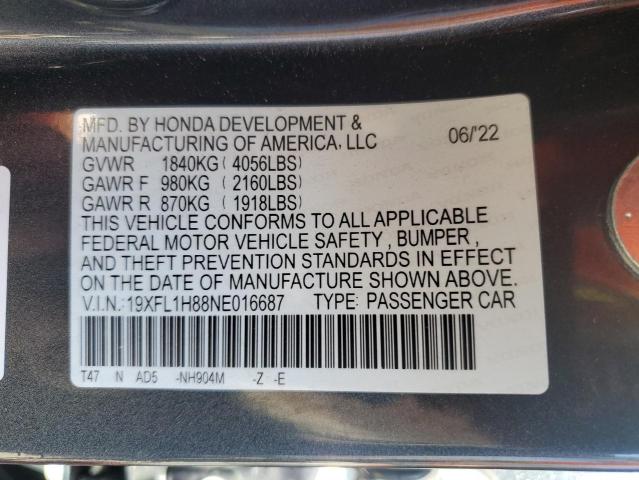 MFD. BY HONDA DEVELOPMENT &
MANUFACTURING OF AMERICA, LLC 06/'22
GVWR 1840KG (4056LBS)
GAWR F 980KG (2160LBS)
GAWR R 870KG (1918LBS)
THIS VEHICLE CONFORMS TO ALL APPLICABLE
FEDERAL MOTOR VEHICLE SAFETY, BUMPER,
AND THEFT PREVENTION STANDARDS IN EFFECT
ON THE DATE OF MANUFACTURE SHOWN ABOVE.
V.I.N.:19XFL1H88NE016687 TYPE: PASSENGER CAR
T47 N AD5 -NH904M -Z -E